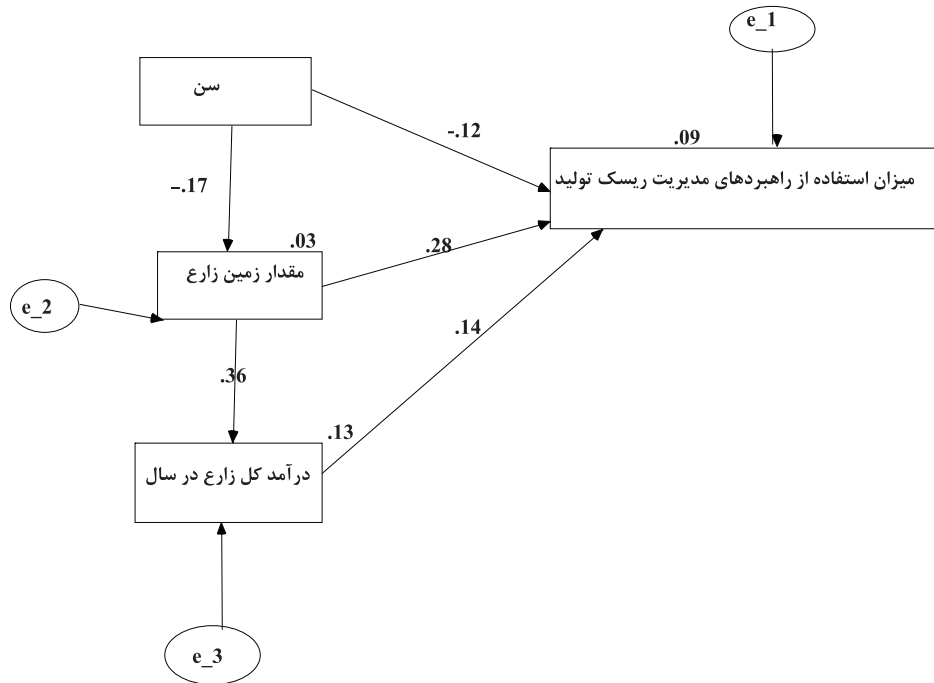 e_1
سن
-.12
.09
میزان استفاده از راهبردهای مدیریت ریسک تولید
-.17
.03
.28
مقدار زمین زارع
e_2
.14
.36
.13
درآمد کل زارع در سال
e_3